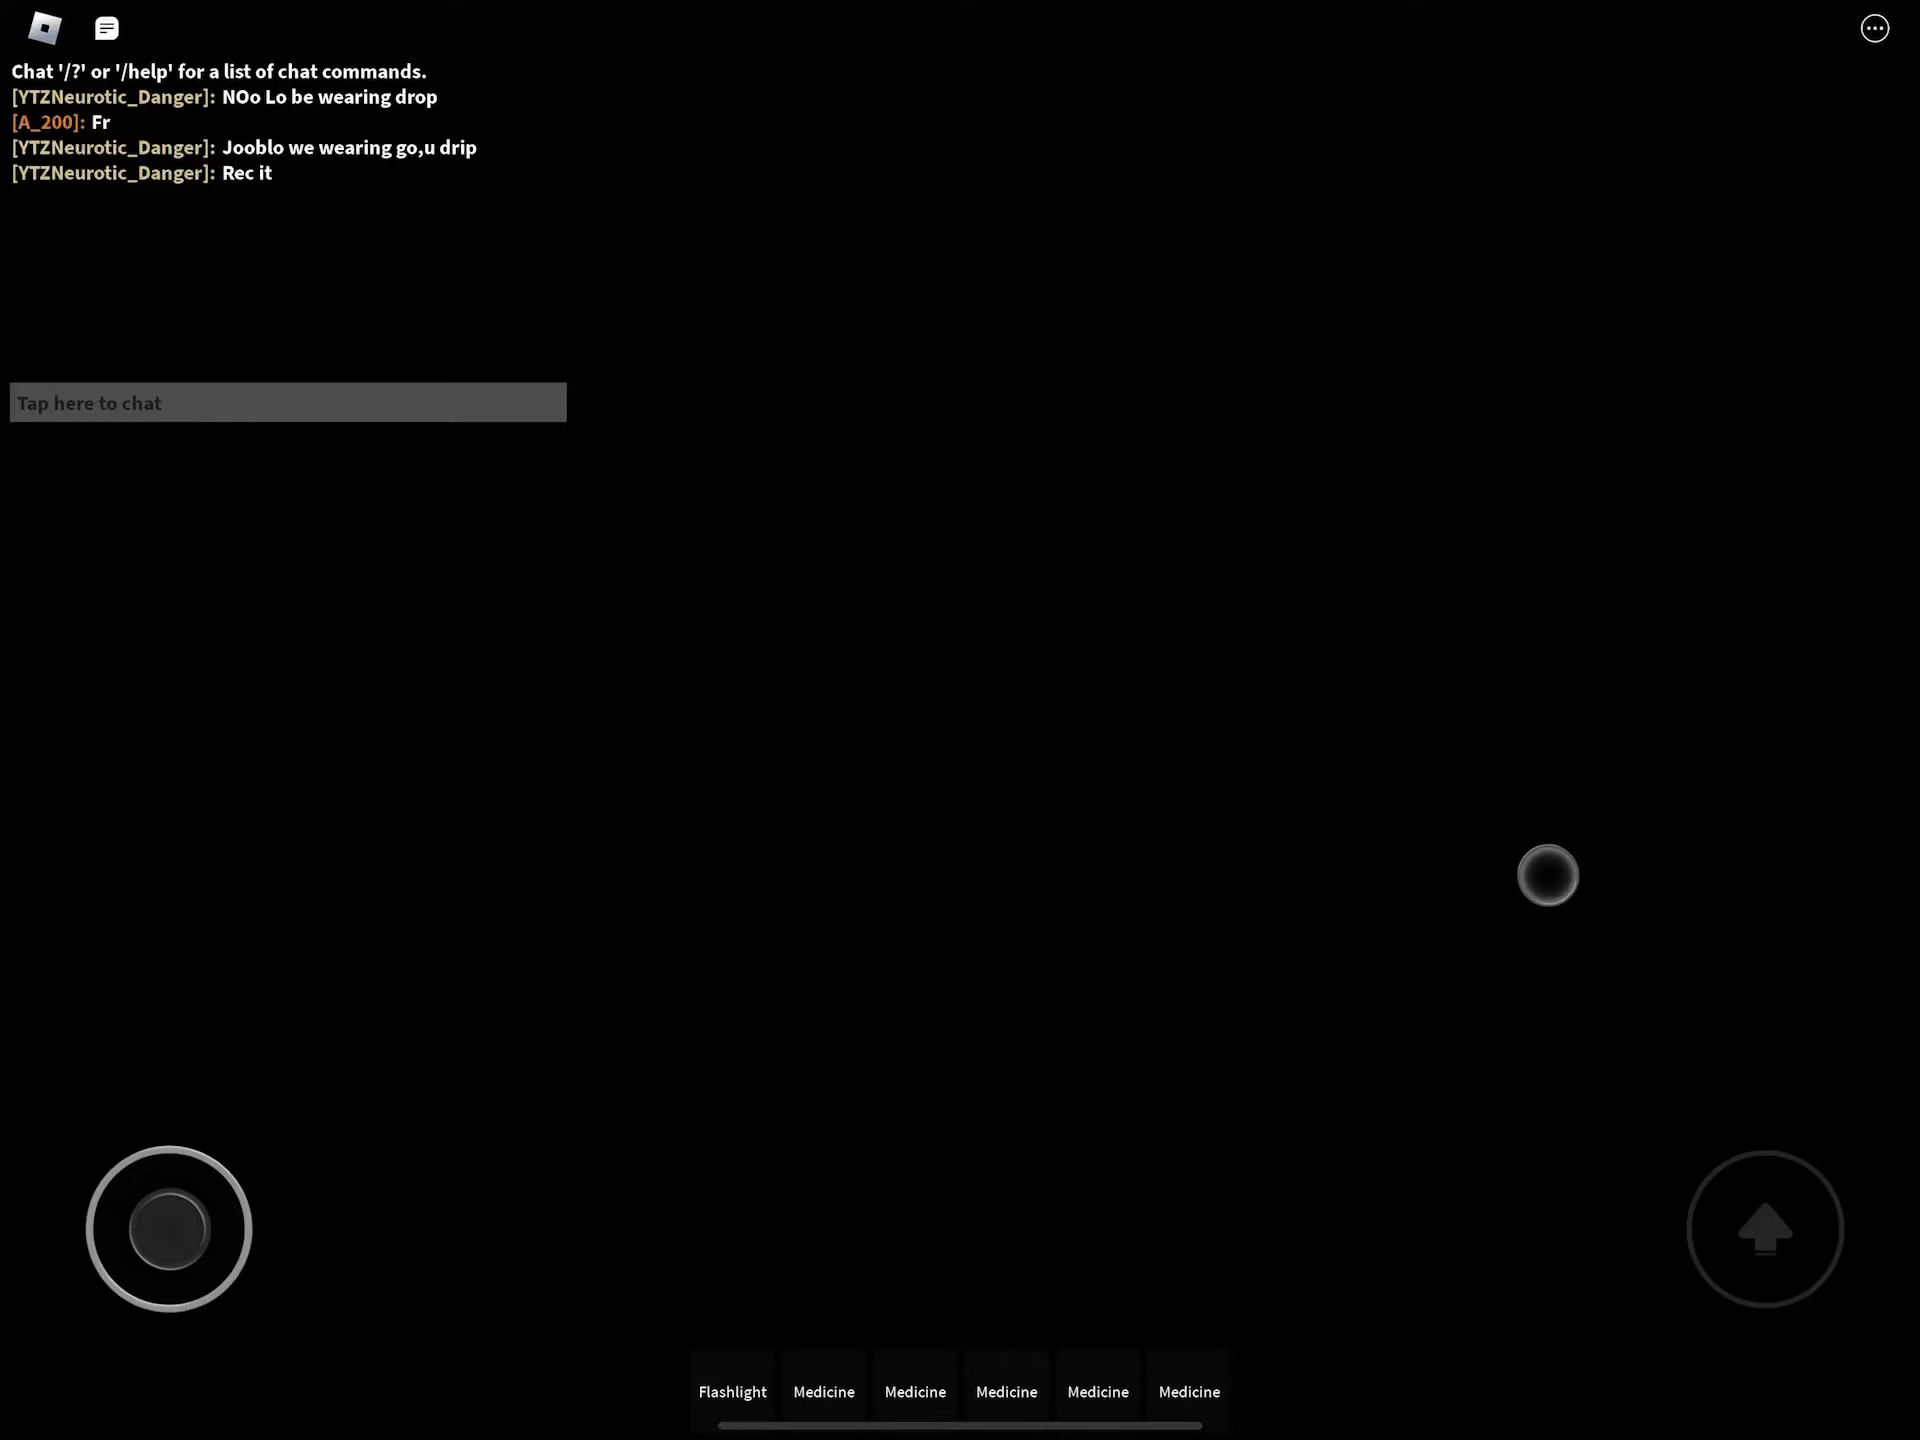 Chat '/?' or '/help' for a list of chat commands.
[YTZNeurotic_Danger]: NOo Lo be wearing drop
[A_200]: Fr
[YTZNeurotic_Danger]: Jooblo we wearing go,u drip
[YTZNeurotic_Danger]: Rec it
Tap here to chat
Flashlight Medicine Medicine Medicine Medicine Medicine